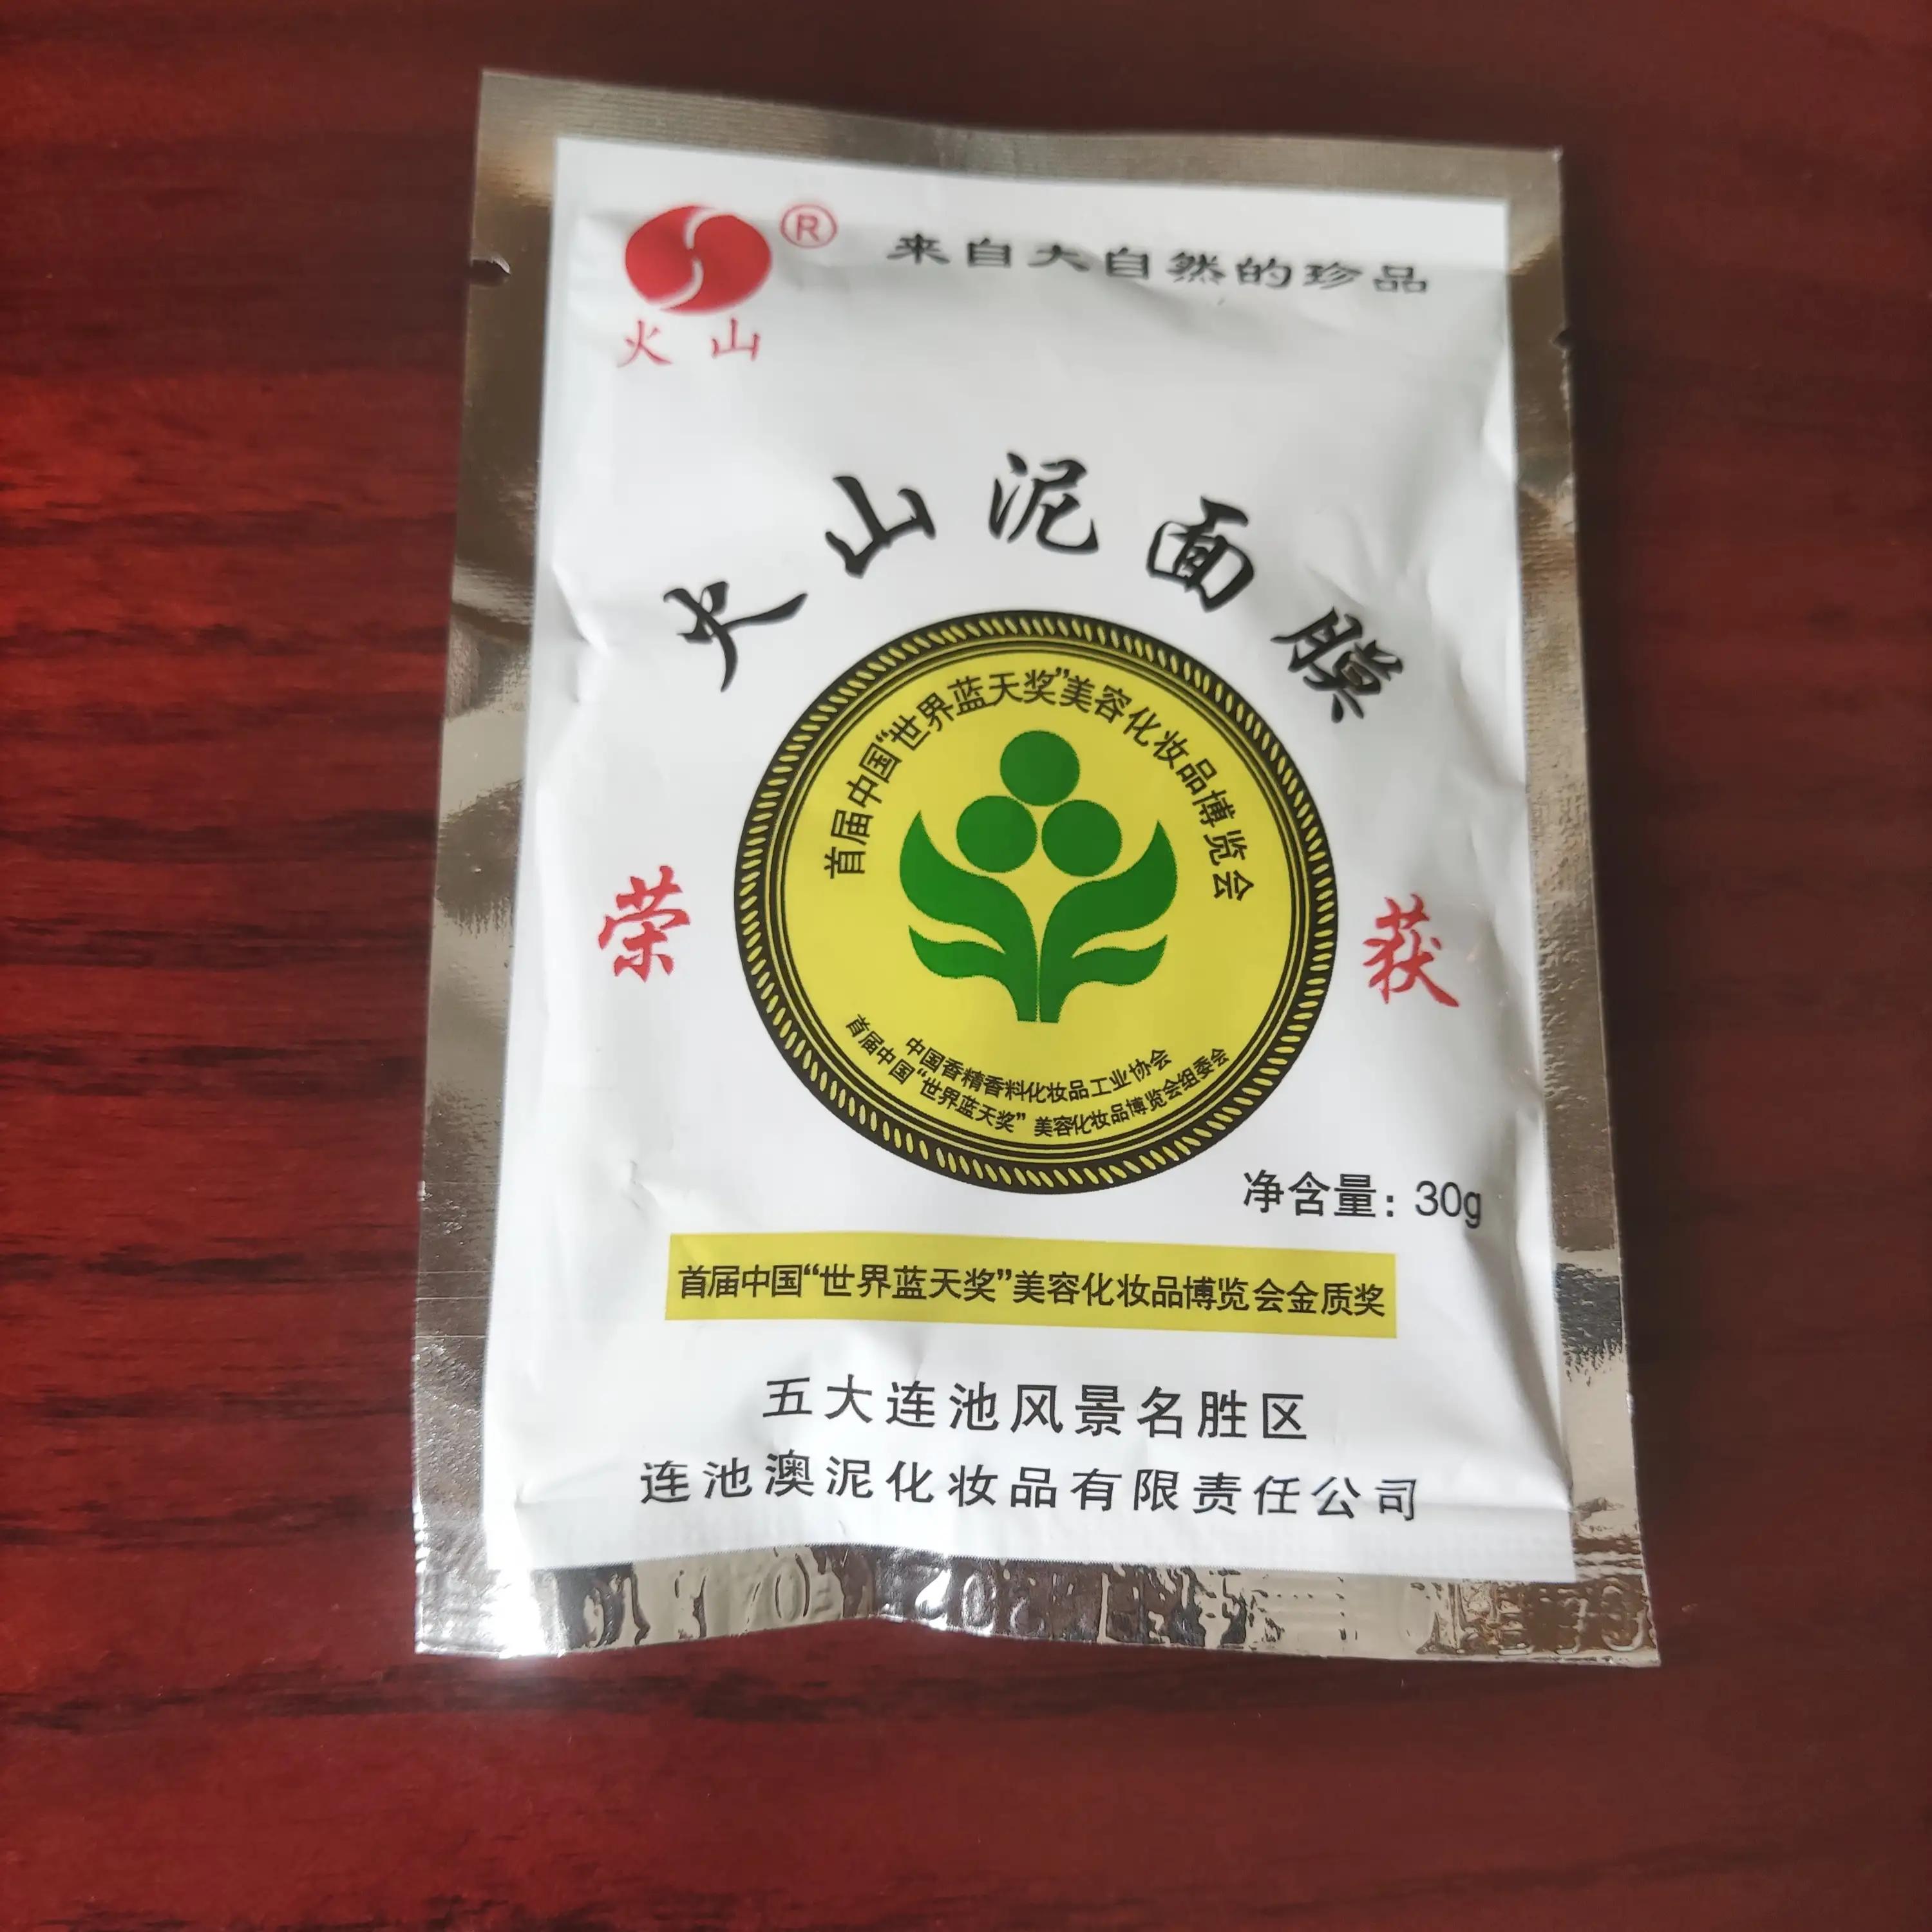 ®
来自大自然的珍品
火山
火山泥面膜
首届中国“世界蓝天奖”美容化妆品博览会
荣获
中国香精香料化妆品工业协会
首届中国“世界蓝天奖”美容化妆品博览会组委会
净含量：30g
首届中国“世界蓝天奖”美容化妆品博览会金质奖
五大连池风景名胜区
连池澳泥化妆品有限责任公司